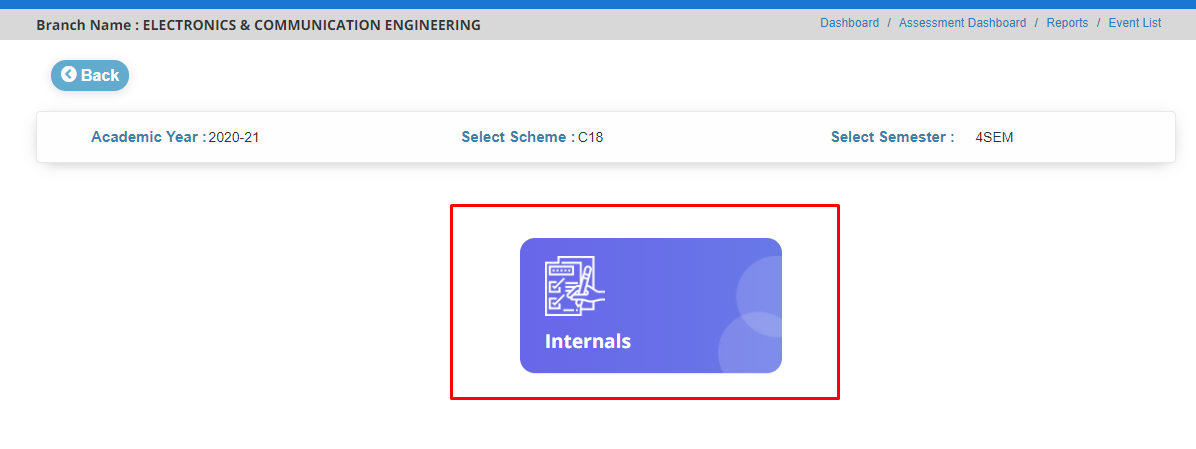 Branch Name : ELECTRONICS & COMMUNICATION ENGINEERING
Dashboard / Assessment Dashboard / Reports / Event List
Back
Academic Year : 2020-21 Select Scheme : C18 Select Semester : 4SEM
Internals